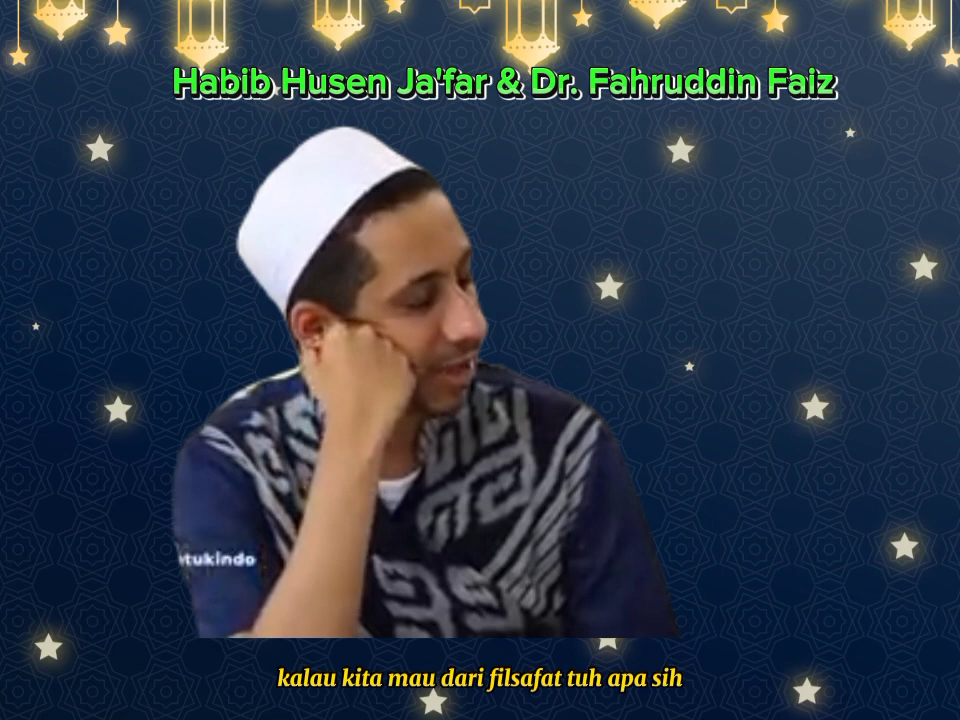 Habib Husen Ja'far & Dr. Fahruddin Faiz
kalau kita mau dari filsafat tuh apa sih